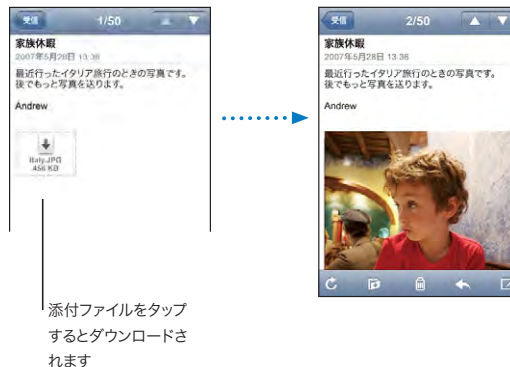 受信 1/50
家族休暇
2007年5月28日 13:36
最近行ったイタリア旅行のときの写真です。
後でもっと写真を送ります。
Andrew
Italy.JPG
456 KB
添付ファイルをタップ
するとダウンロードさ
れます
受信 2/50
家族休暇
2007年5月28日 13:36
最近行ったイタリア旅行のときの写真です。
後でもっと写真を送ります。
Andrew